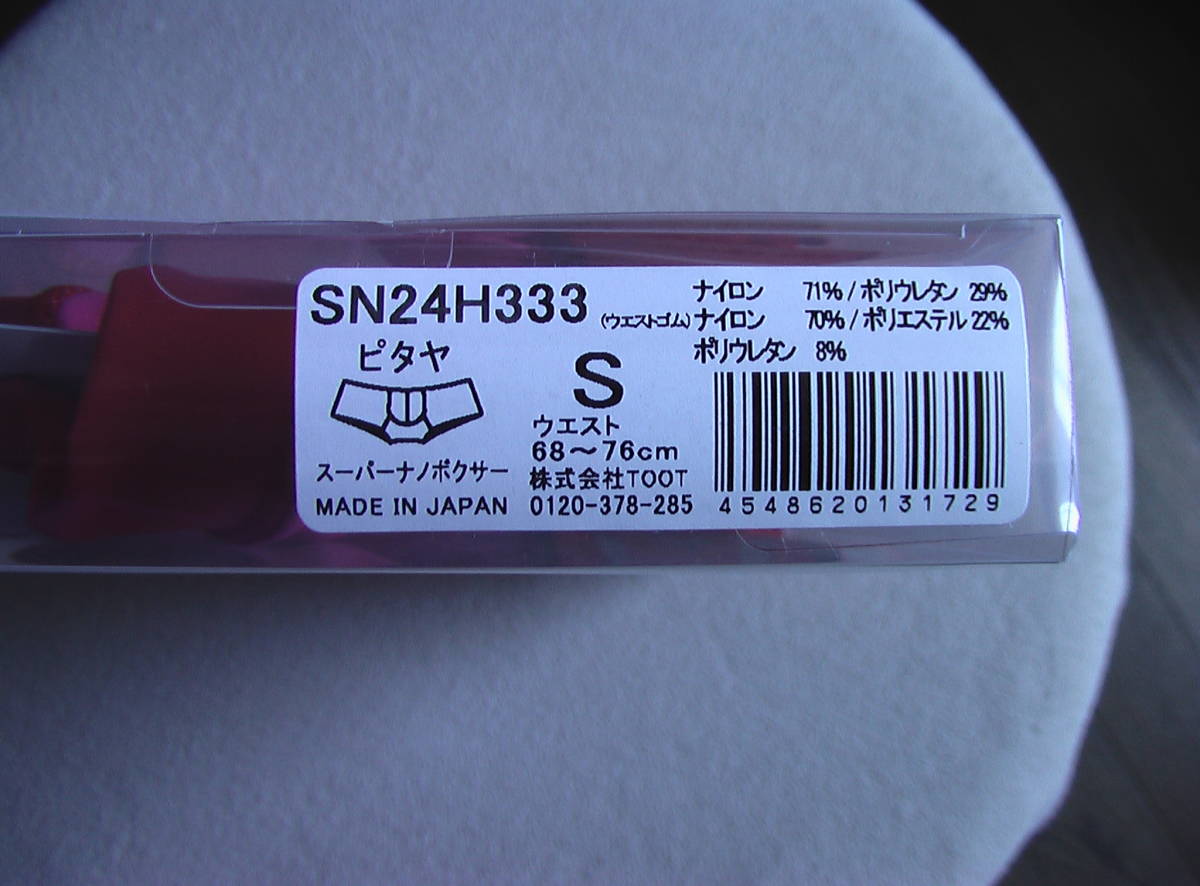 SN24H333
ピタヤ
スーパーナノボクサー
MADE IN JAPAN
S
ウエスト
68～76cm
株式会社TOOT
0120-378-285
ナイロン 71% / ポリウレタン 29%
(ウエストゴム) ナイロン 70% / ポリエステル 22%
ポリウレタン 8%
4548620131729